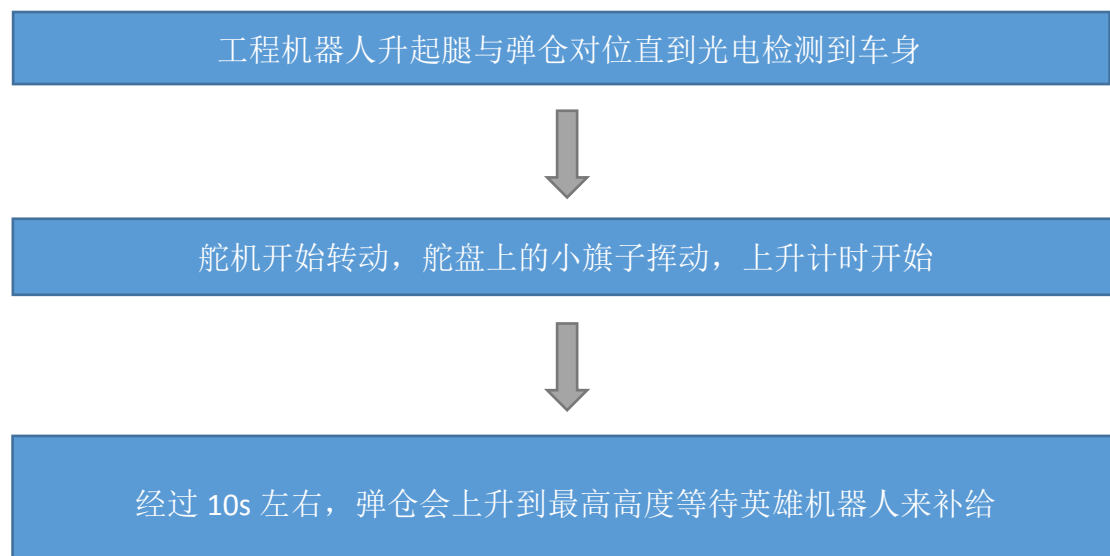 工程机器人升起腿与弹仓对位直到光电检测到车身
舵机开始转动，舵盘上的小旗子挥动，上升计时开始
经过 10s 左右，弹仓会上升到最高高度等待英雄机器人来补给